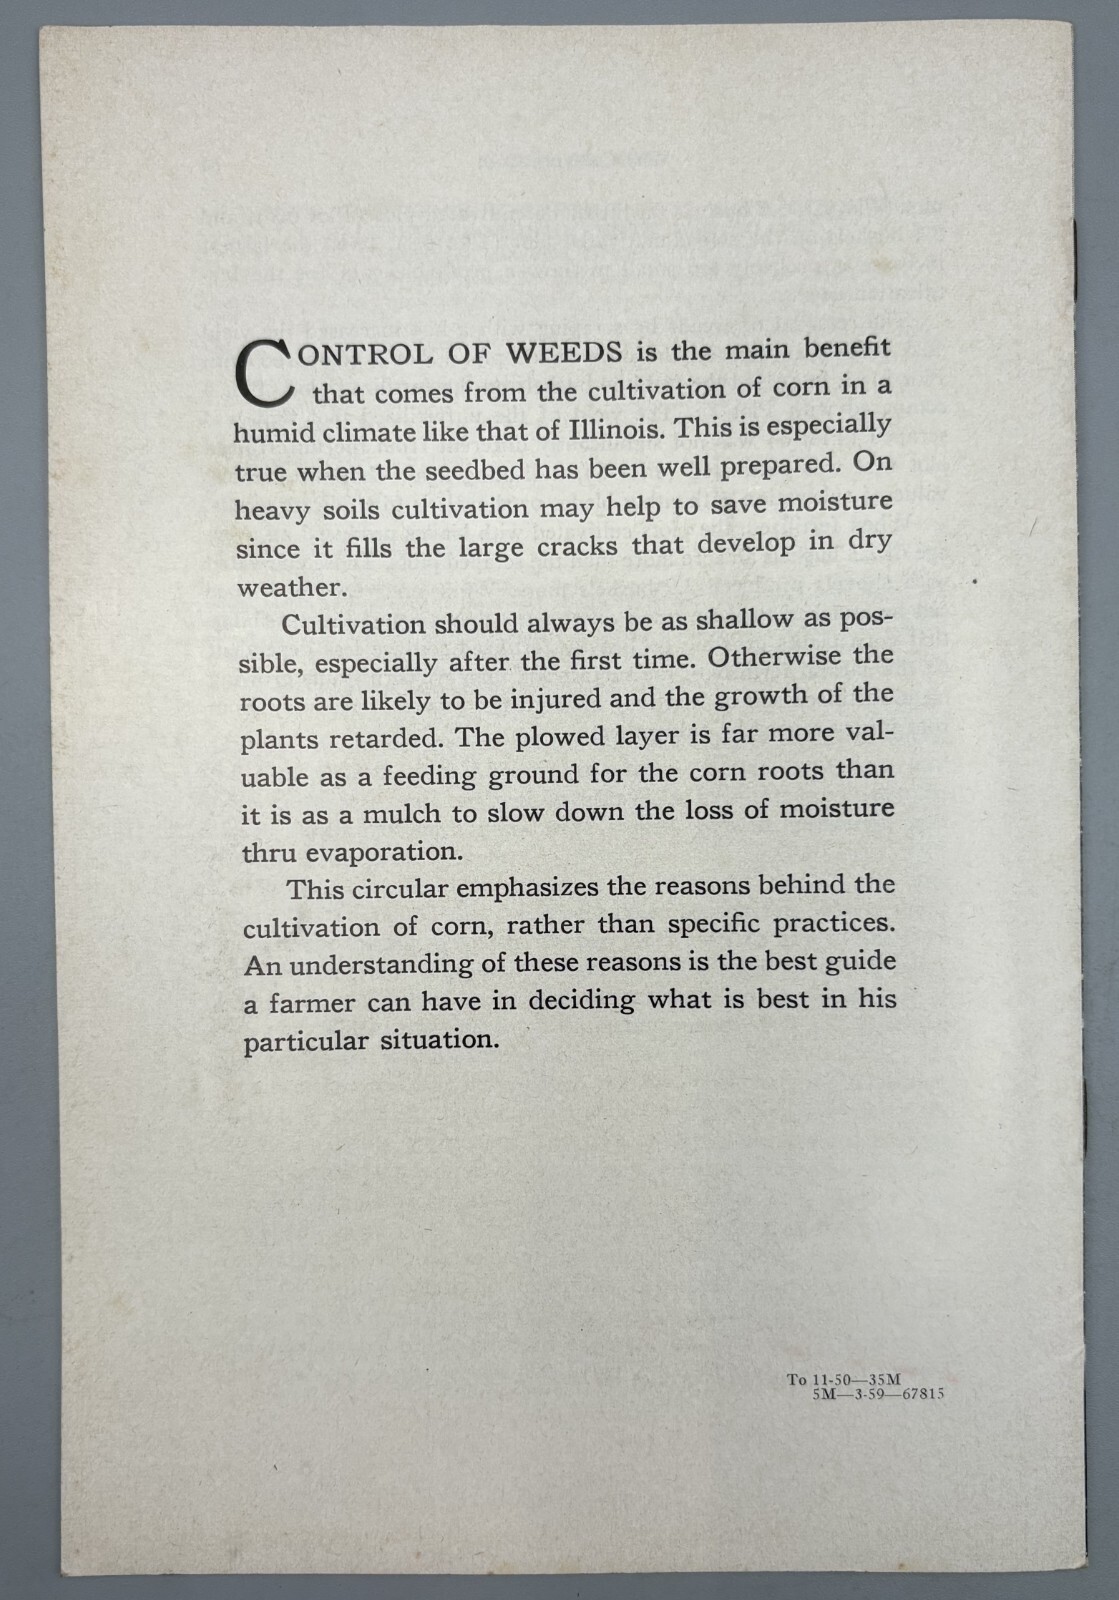 CONTROL OF WEEDS is the main benefit
that comes from the cultivation of corn in a
humid climate like that of Illinois. This is especially
true when the seedbed has been well prepared. On
heavy soils cultivation may help to save moisture
since it fills the large cracks that develop in dry
weather.
Cultivation should always be as shallow as pos-
sible, especially after the first time. Otherwise the
roots are likely to be injured and the growth of the
plants retarded. The plowed layer is far more val-
uable as a feeding ground for the corn roots than
it is as a mulch to slow down the loss of moisture
thru evaporation.
This circular emphasizes the reasons behind the
cultivation of corn, rather than specific practices.
An understanding of these reasons is the best guide
a farmer can have in deciding what is best in his
particular situation.
To 11-50—35M
5M—3-59—67815